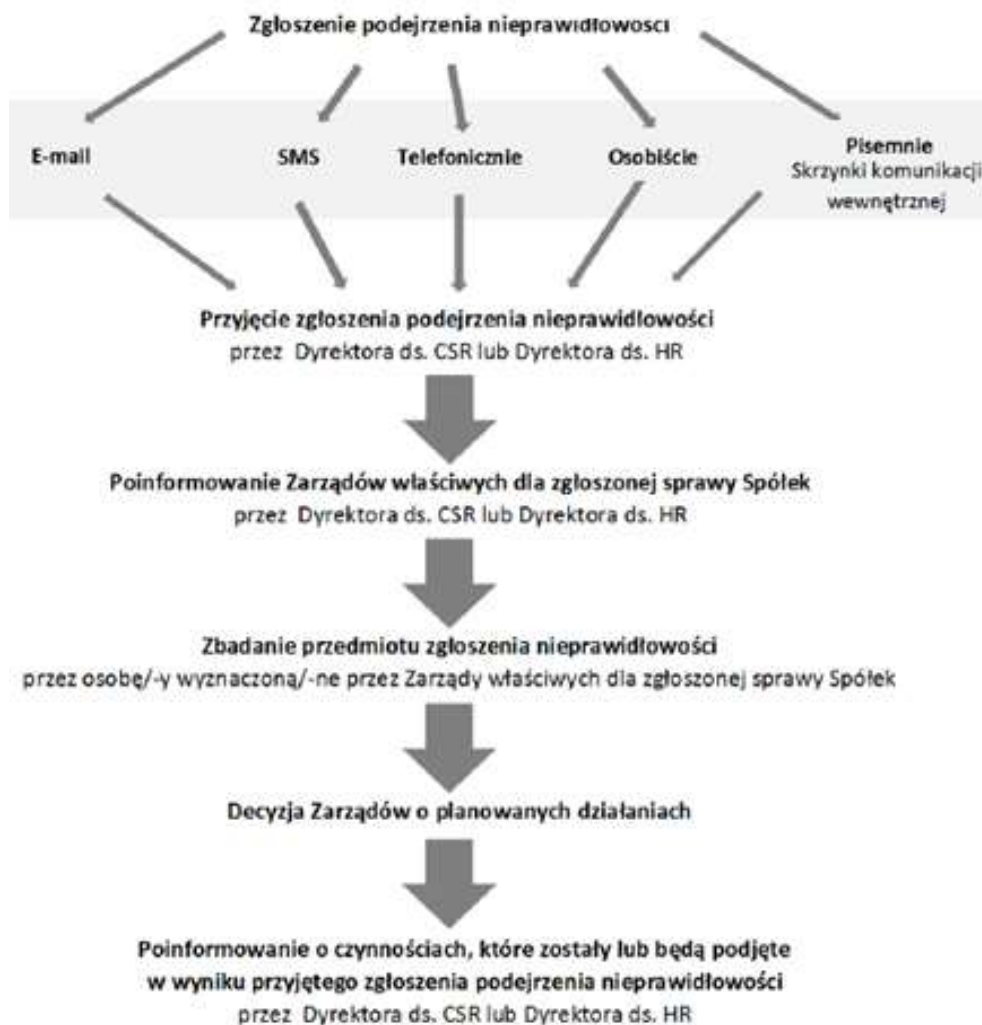 Zgłoszenie podejrzenia nieprawidłowości
E-mail
SMS
Telefonicznie
Osobiście
Pisemnie
Skrzynki komunikacji
wewnętrznej
Przyjęcie zgłoszenia podejrzenia nieprawidłowości
przez Dyrektora ds. CSR lub Dyrektora ds. HR
Poinformowanie Zarządów właściwych dla zgłoszonej sprawy Spółek
przez Dyrektora ds. CSR lub Dyrektora ds. HR
Zbadanie przedmiotu zgłoszenia nieprawidłowości
przez osobę/-y wyznaczoną/-ne przez Zarządy właściwych dla zgłoszonej sprawy Spółek
Decyzja Zarządów o planowanych działaniach
Poinformowanie o czynnościach, które zostały lub będą podjęte
w wyniku przyjętego zgłoszenia podejrzenia nieprawidłowości
przez Dyrektora ds. CSR lub Dyrektora ds. HR